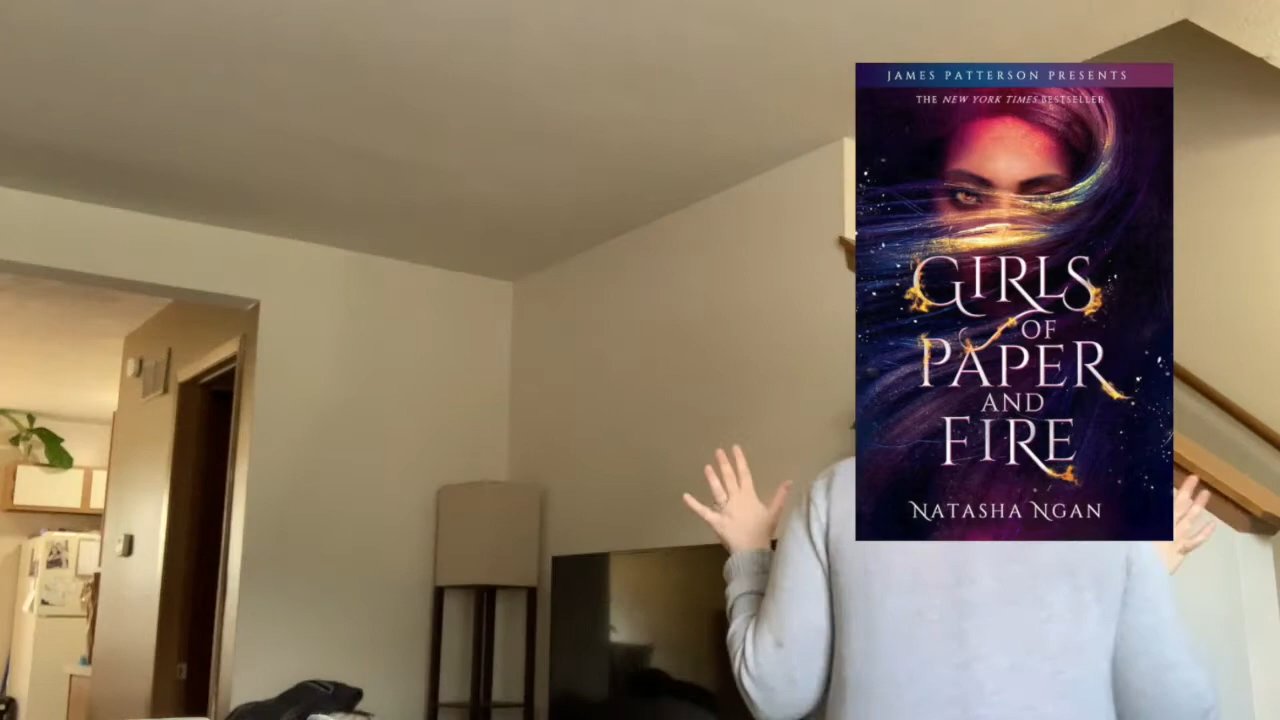 JAMES PATTERSON PRESENTS
THE NEW YORK TIMES BESTSELLER
GIRLS
OF
PAPER
AND
FIRE
NATASHA NGAN